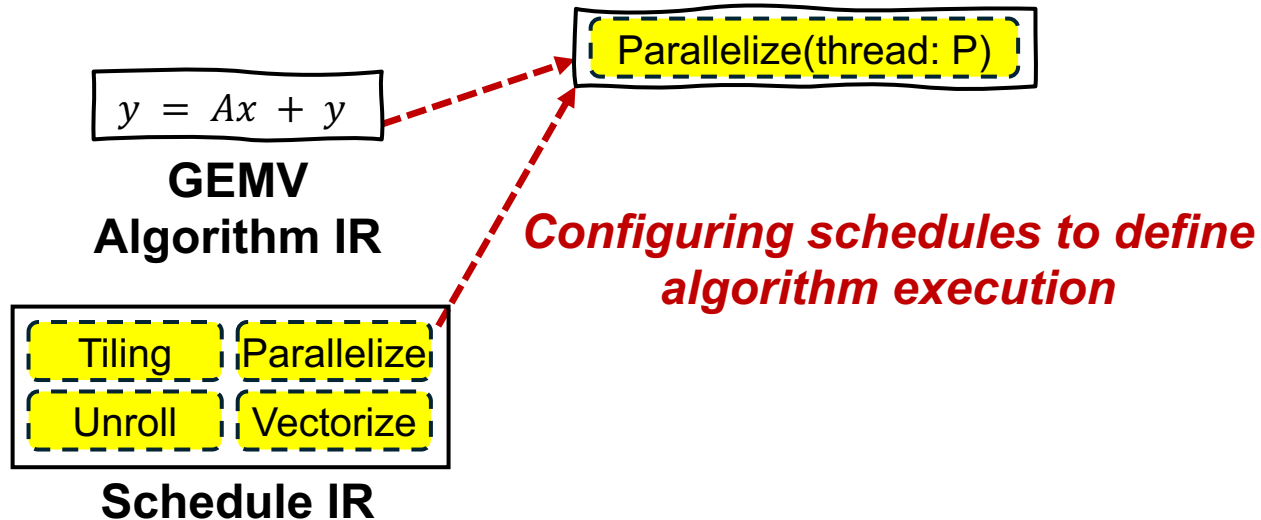 Parallelize(thread: P)
y = Ax + y
GEMV
Algorithm IR
Configuring schedules to define
algorithm execution
Tiling Parallelize
Unroll Vectorize
Schedule IR